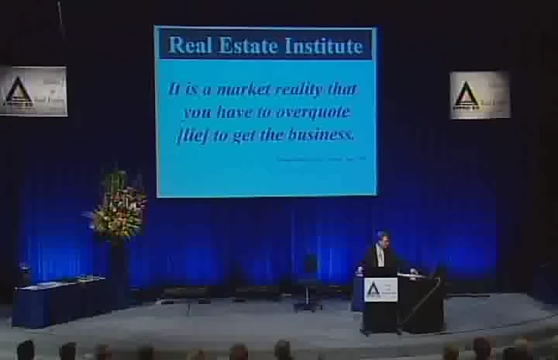 Real Estate Institute
It is a market reality that
you have to overquote
[lie] to get the business.